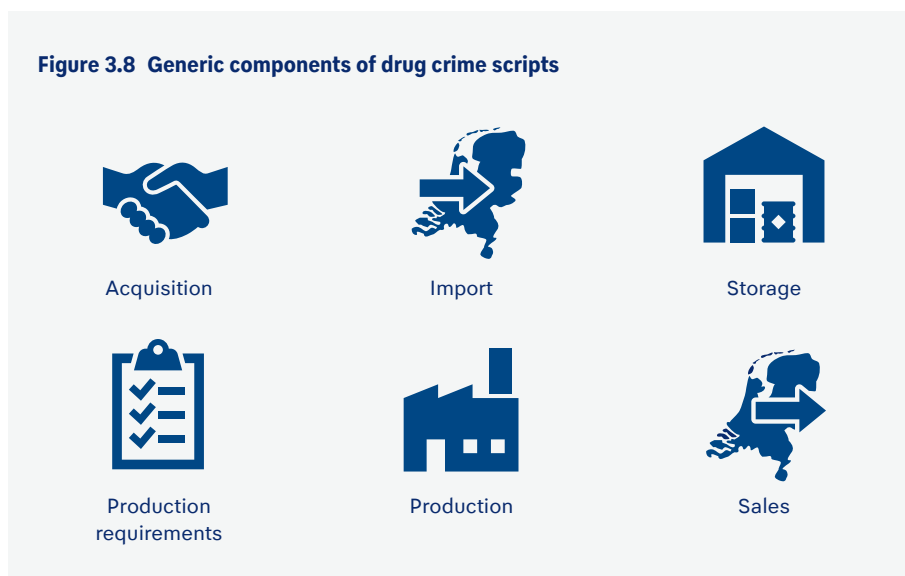 Figure 3.8 Generic components of drug crime scripts
Acquisition
Import
Storage
Production
requirements
Production
Sales